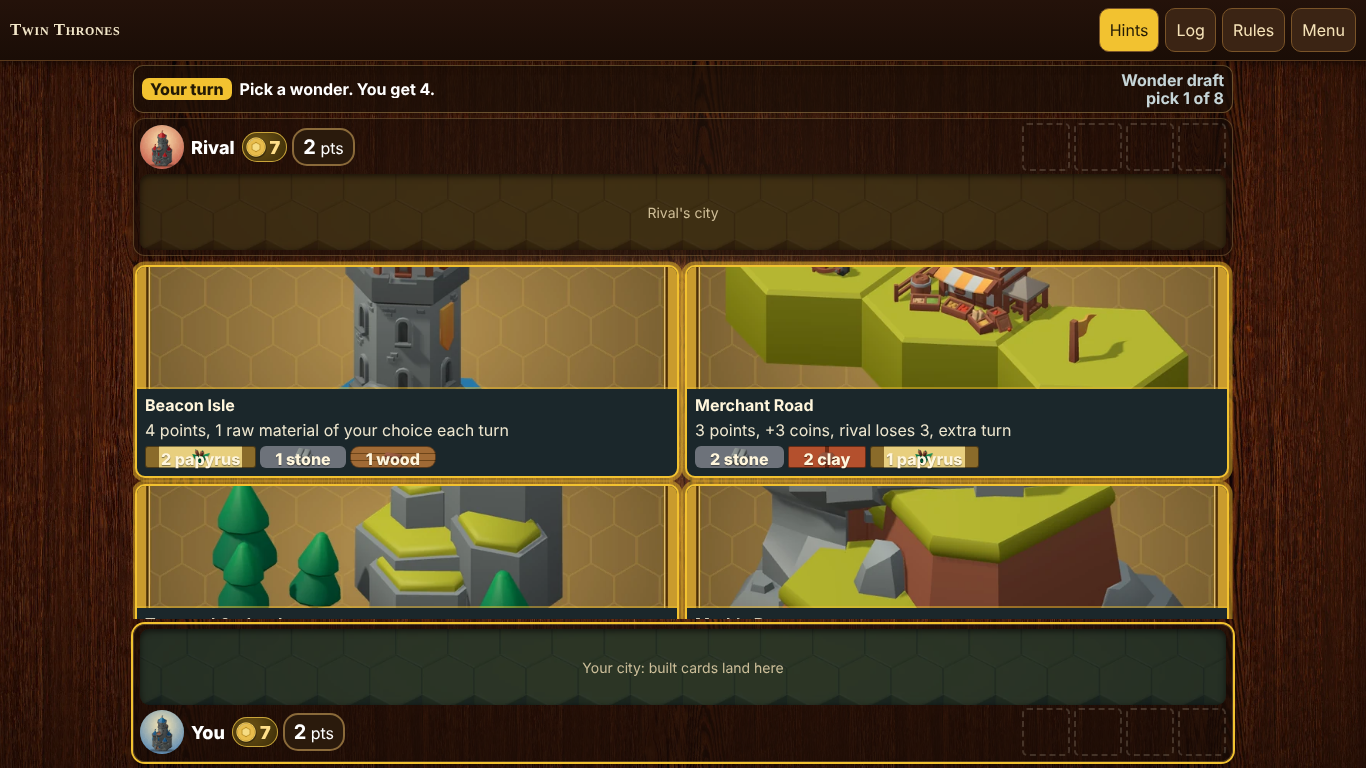 Twin Thrones
Hints
Log
Rules
Menu
Your turn Pick a wonder. You get 4.
Wonder draft
pick 1 of 8
Rival 7 2 pts
Rival's city
Beacon Isle
4 points, 1 raw material of your choice each turn
2 papyrus 1 stone 1 wood
Merchant Road
3 points, +3 coins, rival loses 3, extra turn
2 stone 2 clay 1 papyrus
Your city: built cards land here
You 7 2 pts